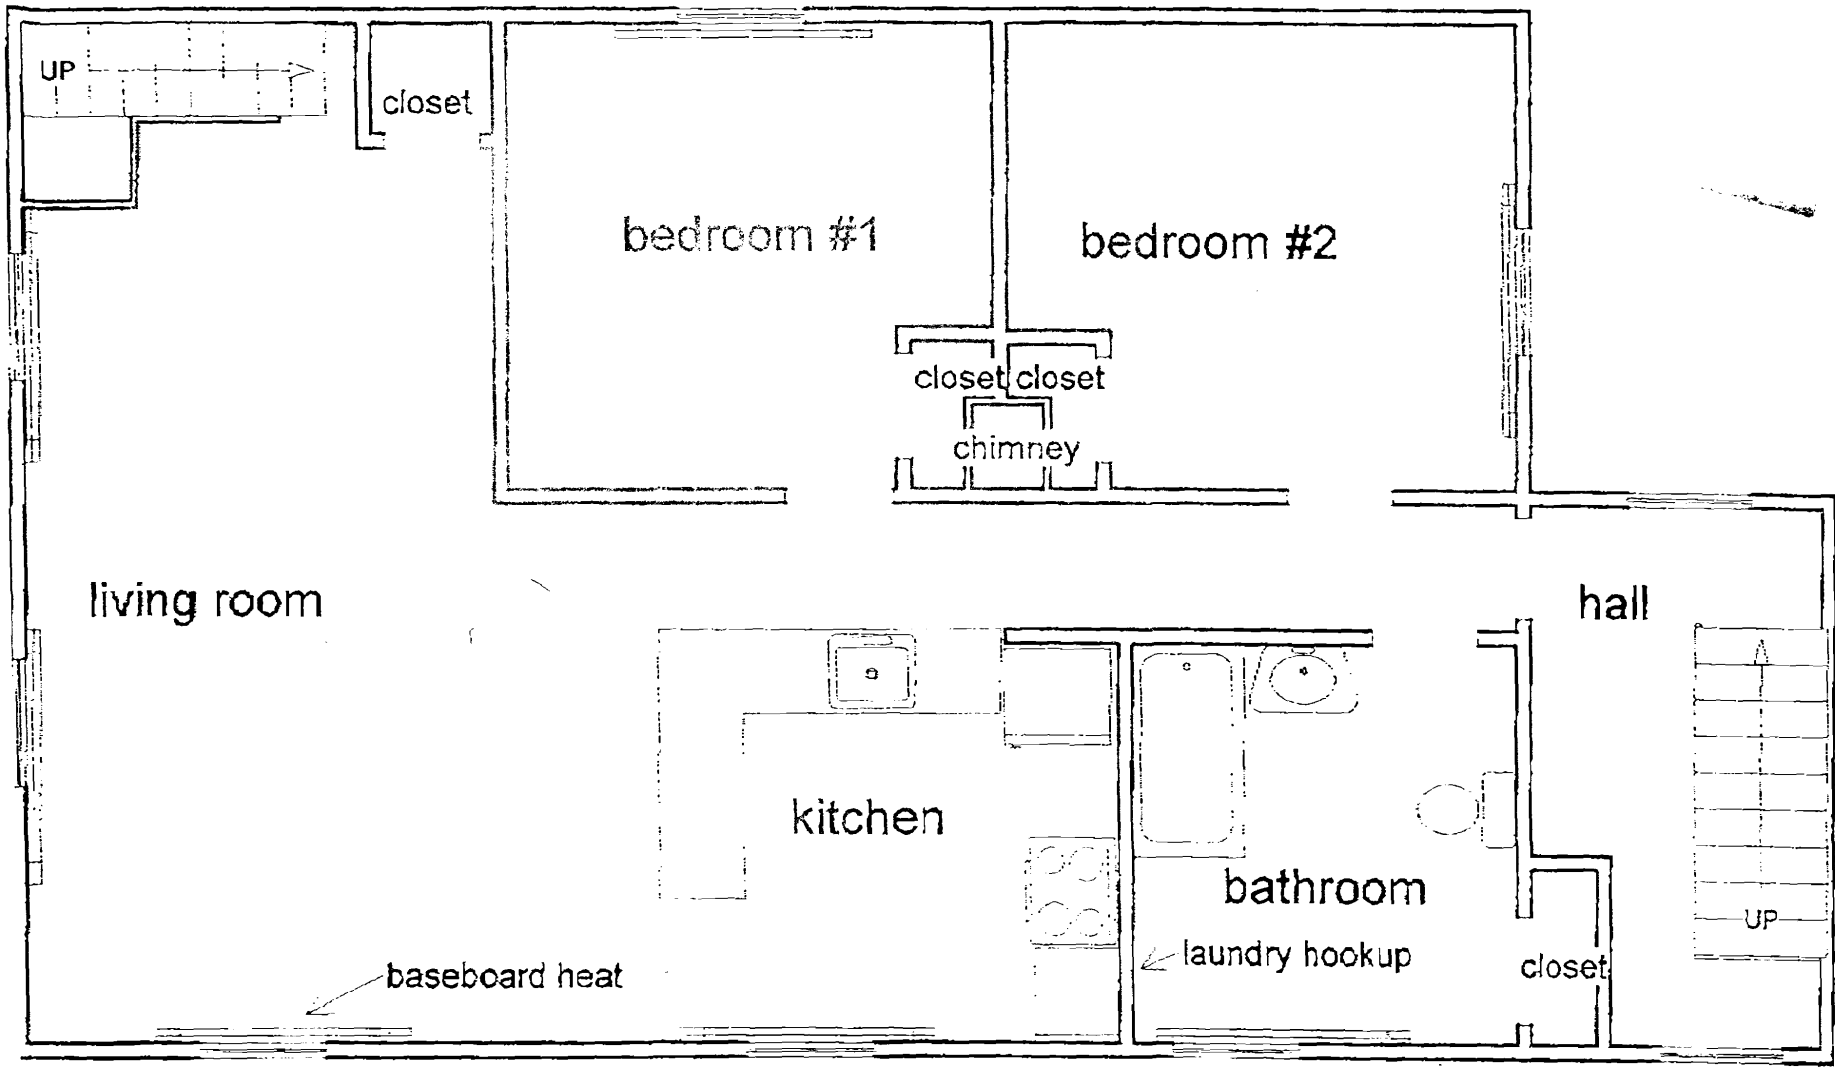 UP
closet
bedroom #1
bedroom #2
closet
closet
chimney
living room
hall
kitchen
bathroom
UP
laundry hookup
closet
baseboard heat